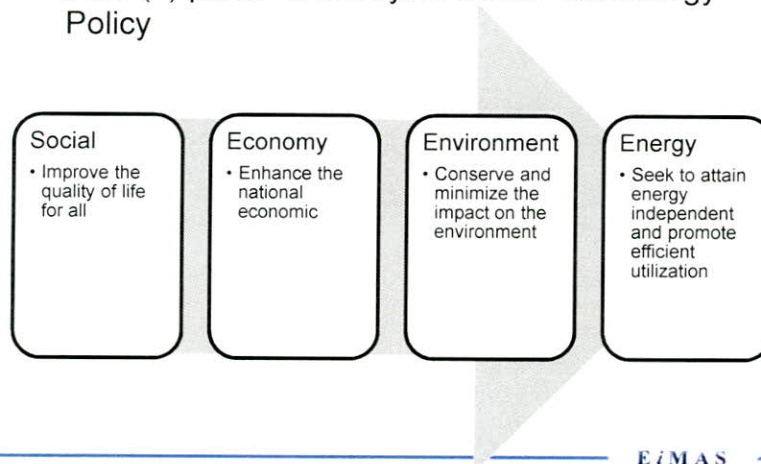 Policy
Social
• Improve the
quality of life
for all
Economy
• Enhance the
national
economic
Environment
• Conserve and
minimize the
impact on the
environment
Energy
• Seek to attain
energy
independent
and promote
efficient
utilization
EiMAS